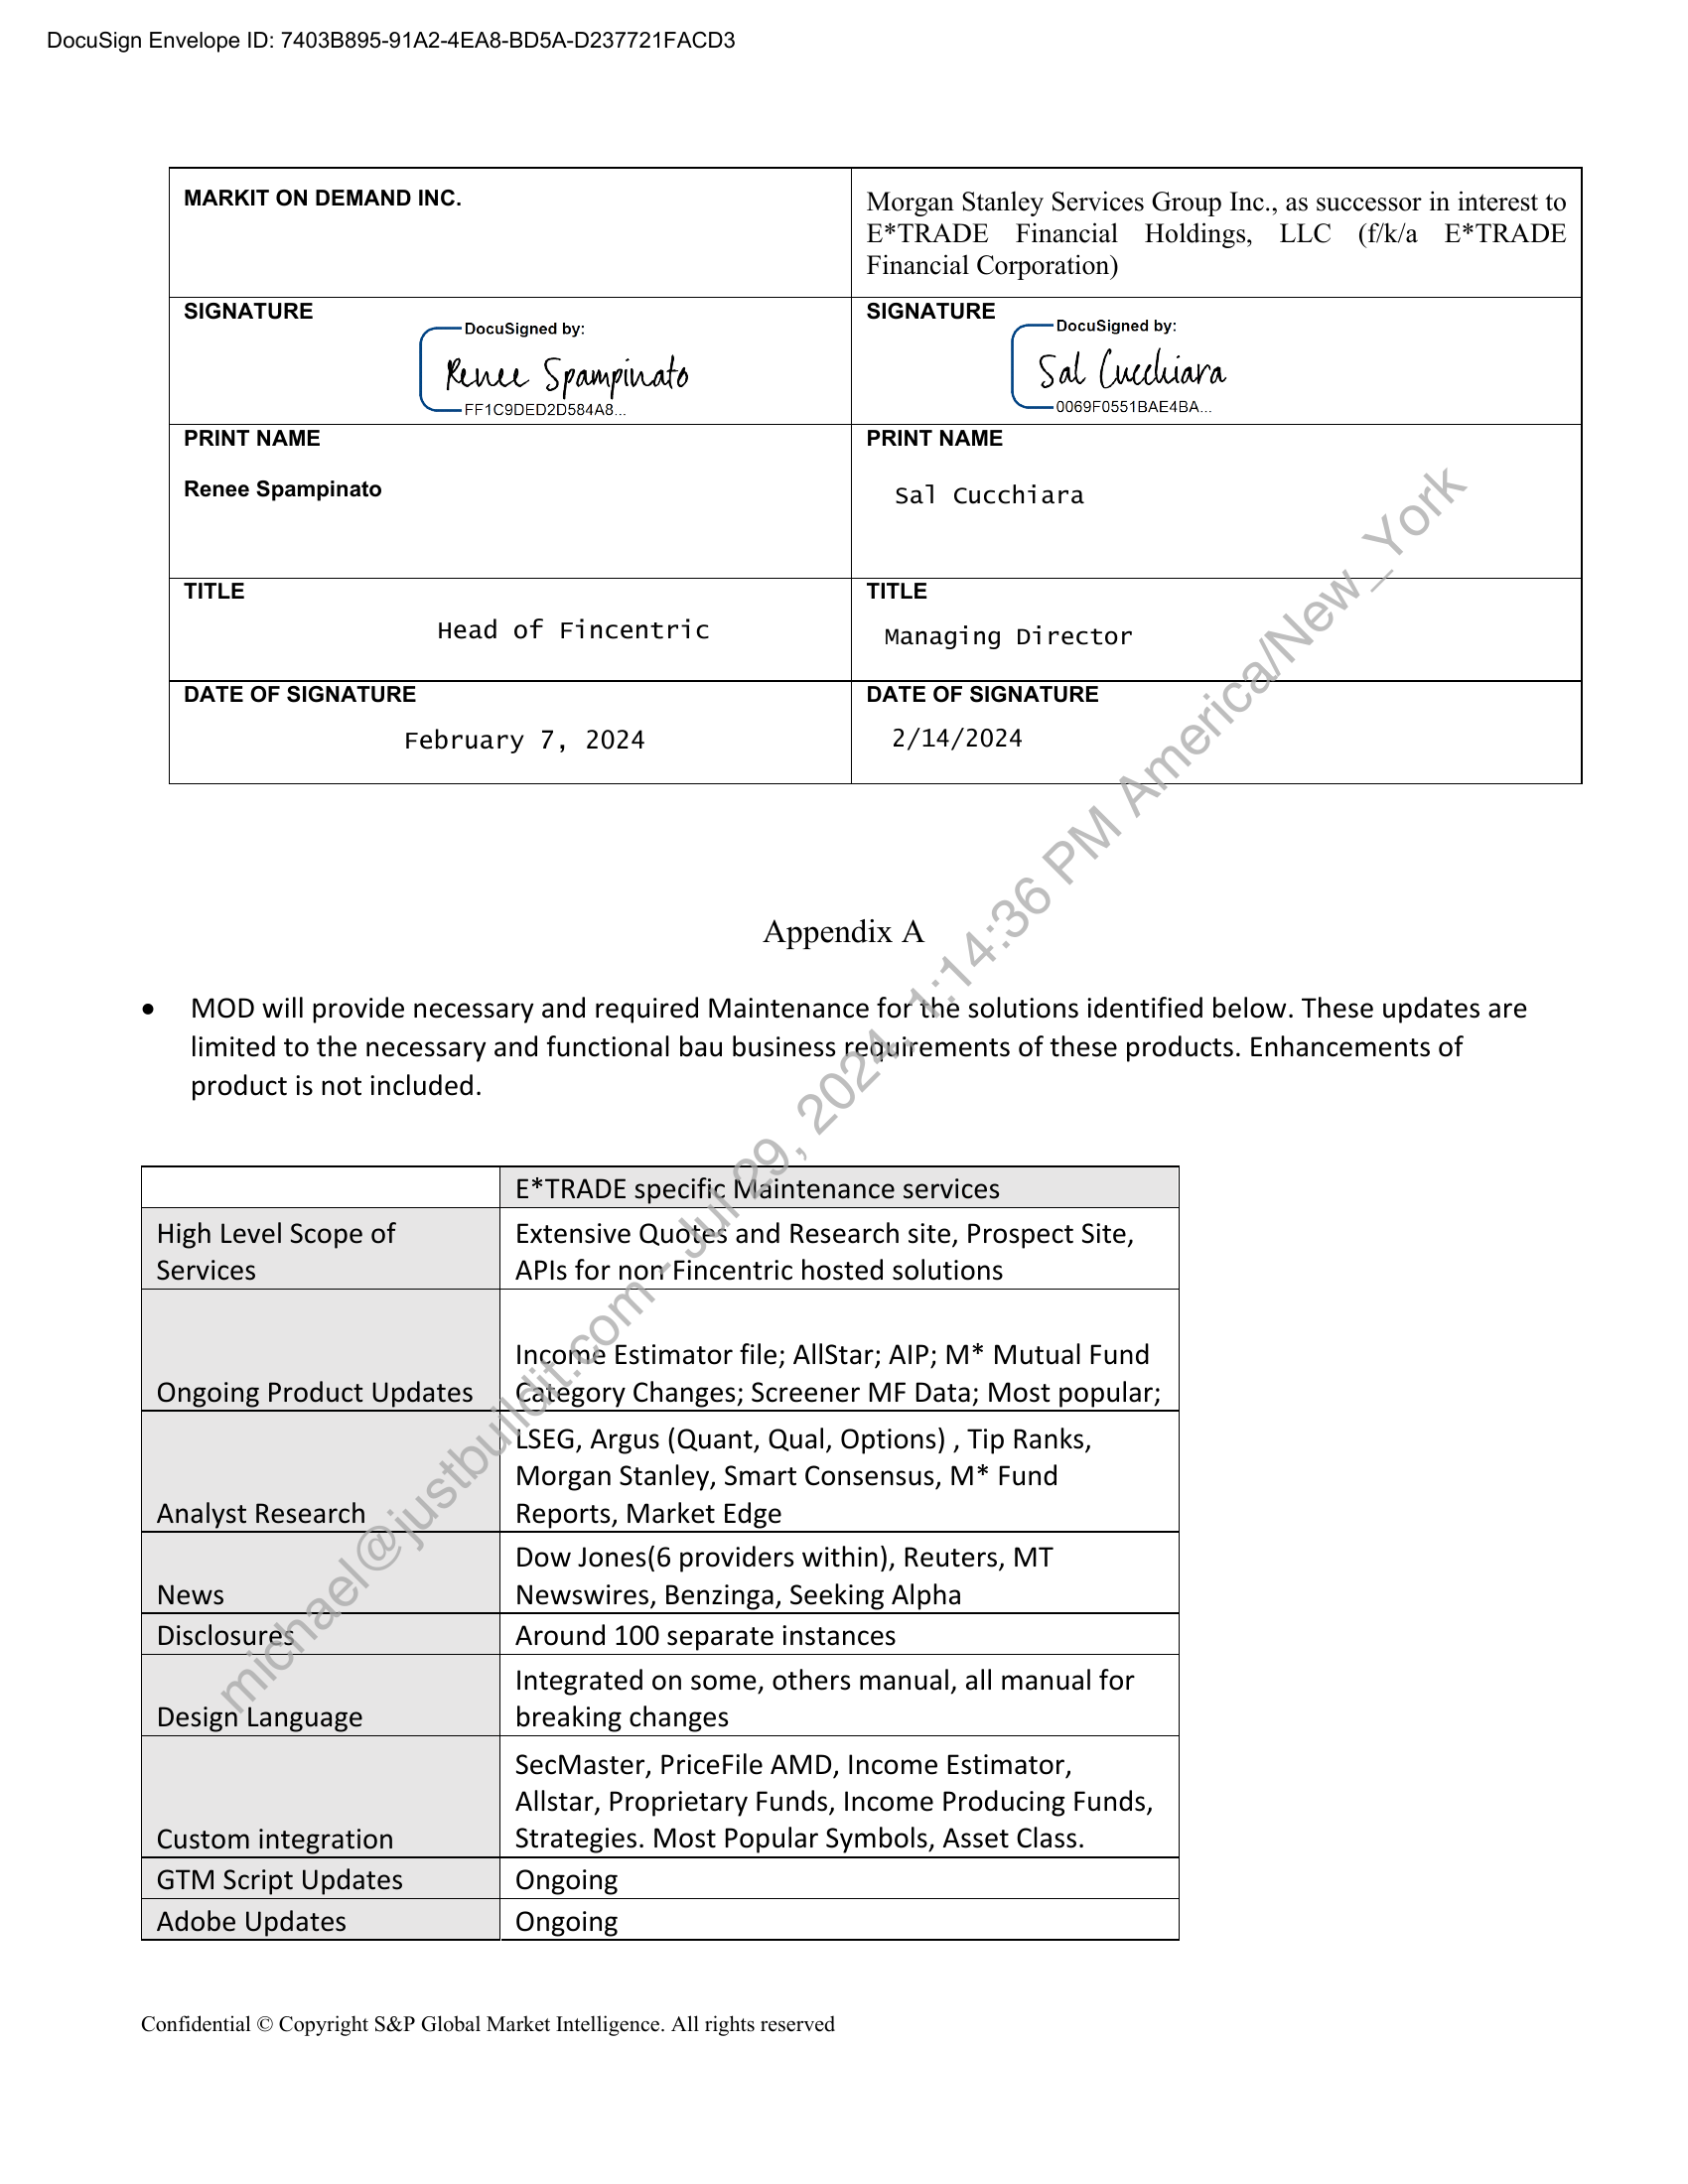 DocuSign Envelope ID: 7403B895-91A2-4EA8-BD5A-D237721FACD3
MARKIT ON DEMAND INC.
Morgan Stanley Services Group Inc., as successor in interest to
E*TRADE Financial Holdings, LLC (f/k/a E*TRADE
Financial Corporation)
SIGNATURE
DocuSigned by:
Renee Spampinato
FF1C9DED2D584A8...
SIGNATURE
DocuSigned by:
Sal Cucchiara
0069F0551BAE4BA...
PRINT NAME
Renee Spampinato
PRINT NAME
Sal Cucchiara
TITLE
Head of Fincentric
TITLE
Managing Director
DATE OF SIGNATURE
February 7, 2024
DATE OF SIGNATURE
2/14/2024
Appendix A
• MOD will provide necessary and required Maintenance for the solutions identified below. These updates are
limited to the necessary and functional bau business requirements of these products. Enhancements of
product is not included.
E*TRADE specific Maintenance services
High Level Scope of
Services
Extensive Quotes and Research site, Prospect Site,
APIs for non Fincentric hosted solutions
Ongoing Product Updates
Income Estimator file; AllStar; AIP; M* Mutual Fund
Category Changes; Screener MF Data; Most popular;
Analyst Research
LSEG, Argus (Quant, Qual, Options) , Tip Ranks,
Morgan Stanley, Smart Consensus, M* Fund
Reports, Market Edge
News
Dow Jones(6 providers within), Reuters, MT
Newswires, Benzinga, Seeking Alpha
Disclosures
Around 100 separate instances
Design Language
Integrated on some, others manual, all manual for
breaking changes
Custom integration
SecMaster, PriceFile AMD, Income Estimator,
Allstar, Proprietary Funds, Income Producing Funds,
Strategies. Most Popular Symbols, Asset Class.
GTM Script Updates
Ongoing
Adobe Updates
Ongoing
Confidential © Copyright S&P Global Market Intelligence. All rights reserved
michael@justbuildit.com - Jul 29, 2024, 1:14:36 PM America/New_York